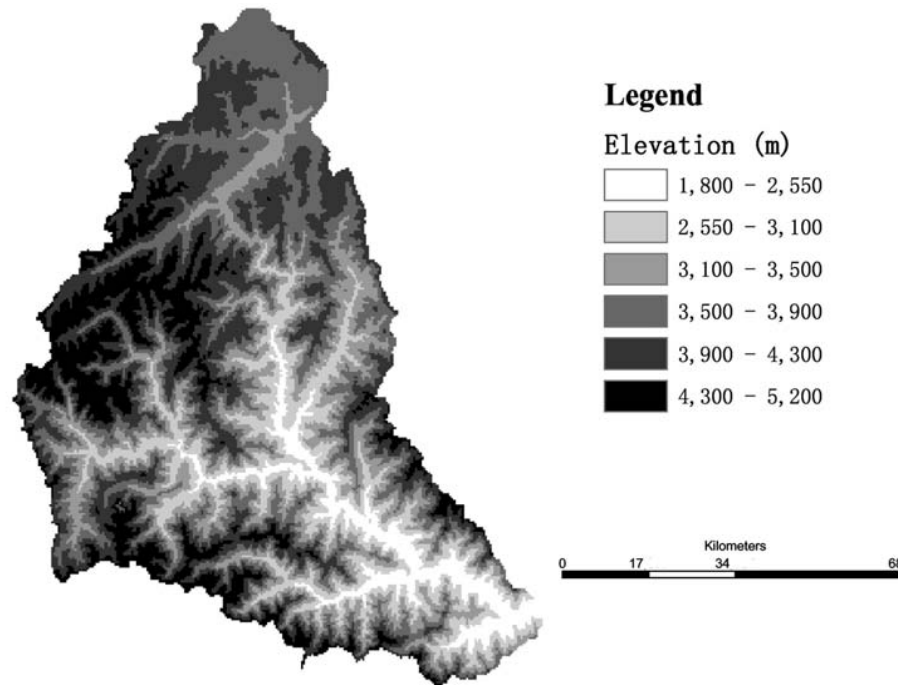 Legend
Elevation (m)
1,800 - 2,550
2,550 - 3,100
3,100 - 3,500
3,500 - 3,900
3,900 - 4,300
4,300 - 5,200
Kilometers
0 17 34 68